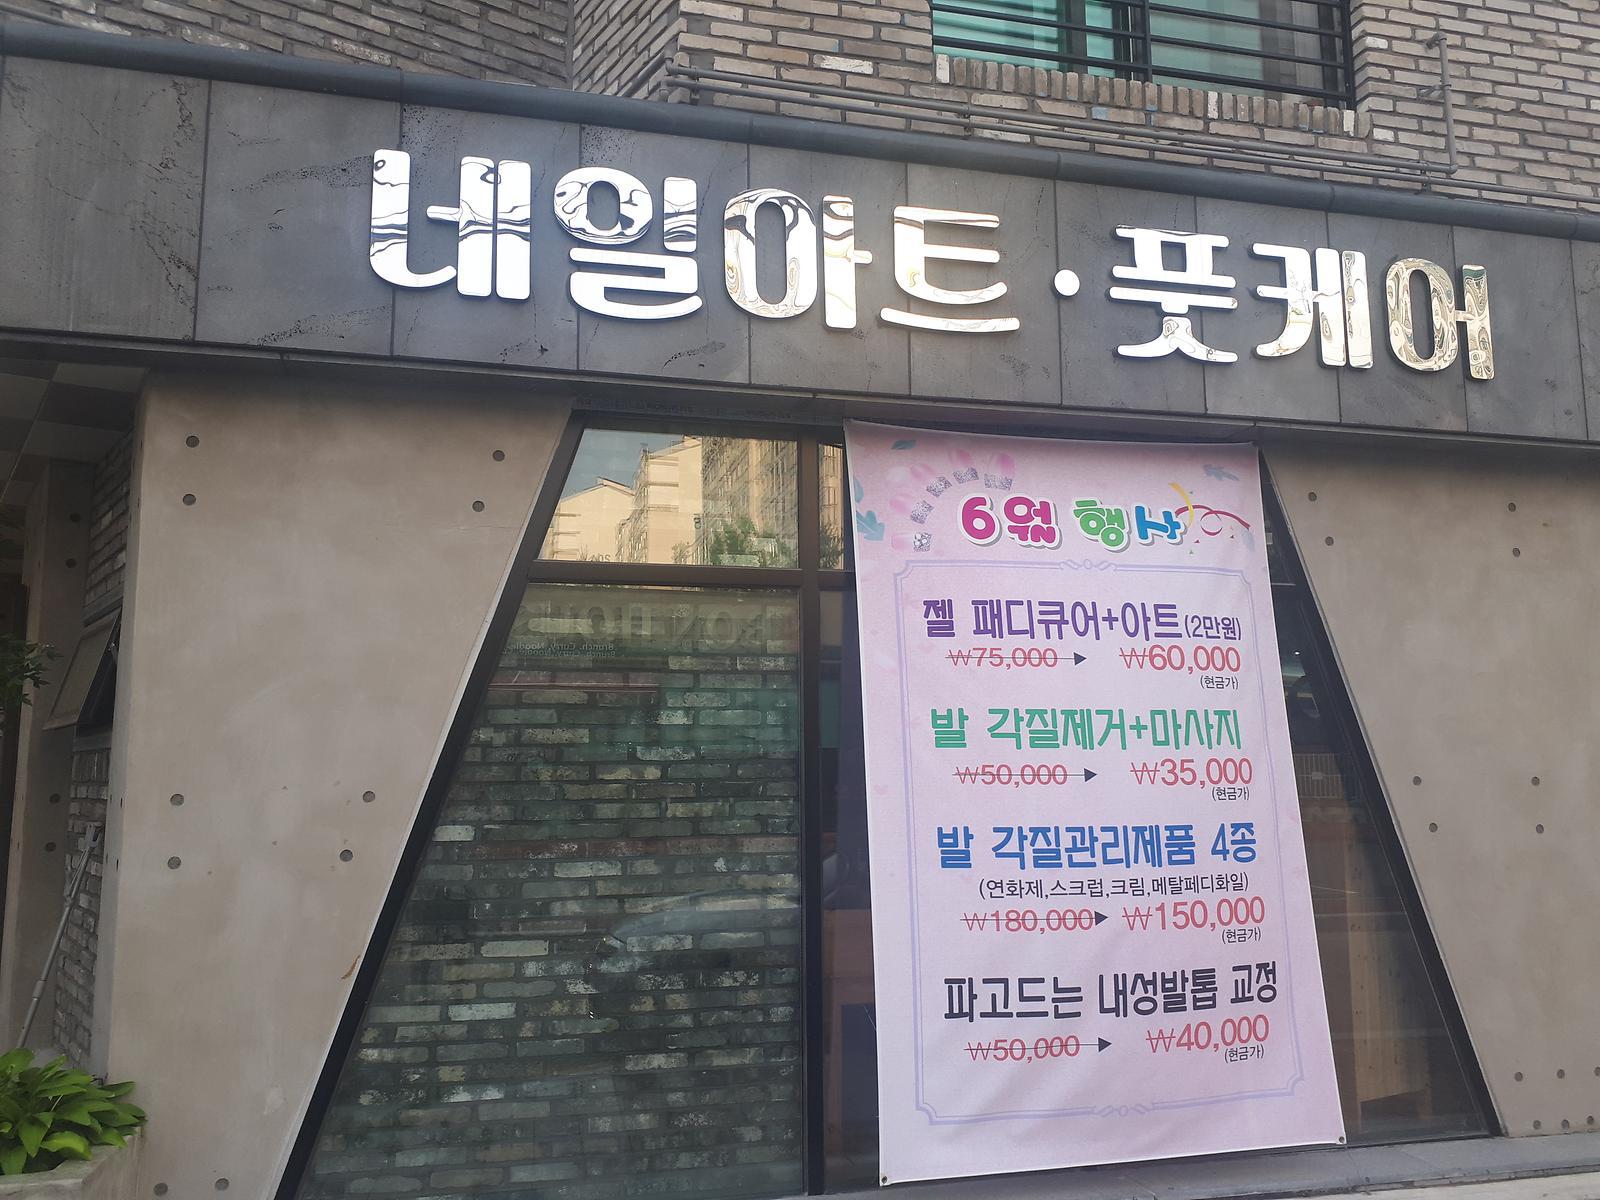 네일아트·풋케어
6월 행사
젤 패디큐어+아트(2만원)
₩75,000 → ₩60,000
(현금가)
발 각질제거+마사지
₩50,000 → ₩35,000
(현금가)
발 각질관리제품 4종
(연화제,스크럽,크림,메탈페디화일)
₩180,000 → ₩150,000
(현금가)
파고드는 내성발톱 교정
₩50,000 → ₩40,000
(현금가)
Brunch, Curry, Noodle